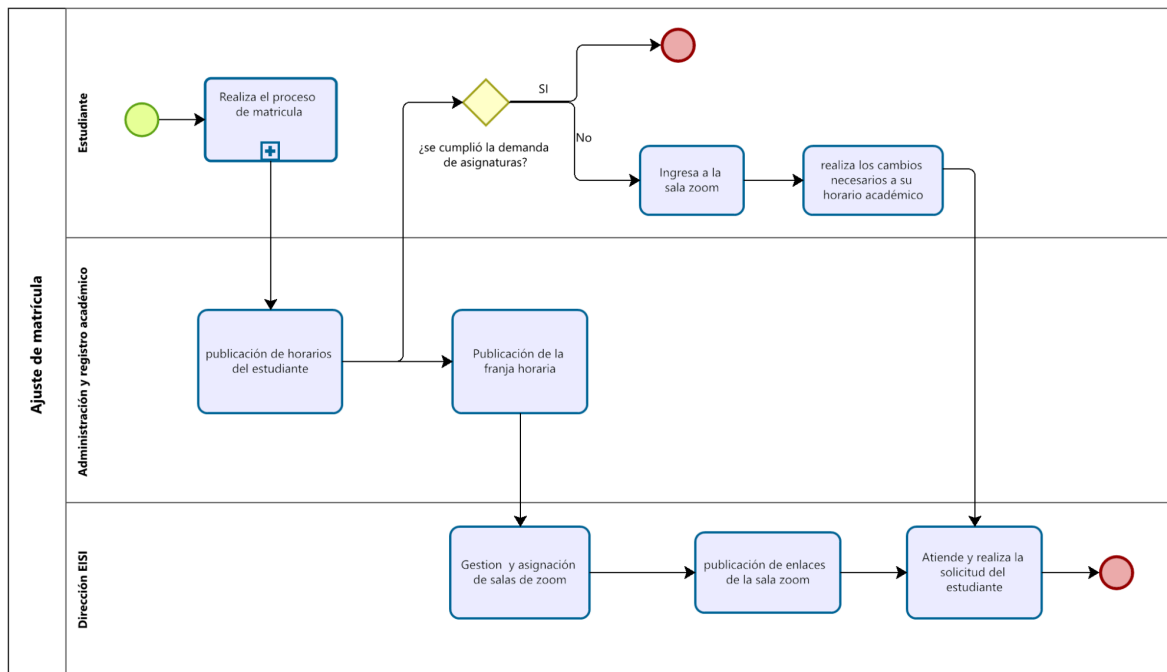 Ajuste de matrícula
Estudiante
Realiza el proceso
de matricula
SI
¿se cumplió la demanda
de asignaturas?
No
Ingresa a la
sala zoom
realiza los cambios
necesarios a su
horario académico
Administración y registro académico
publicación de horarios
del estudiante
Publicación de la
franja horaria
Dirección EISI
Gestion y asignación
de salas de zoom
publicación de enlaces
de la sala zoom
Atiende y realiza la
solicitud del
estudiante